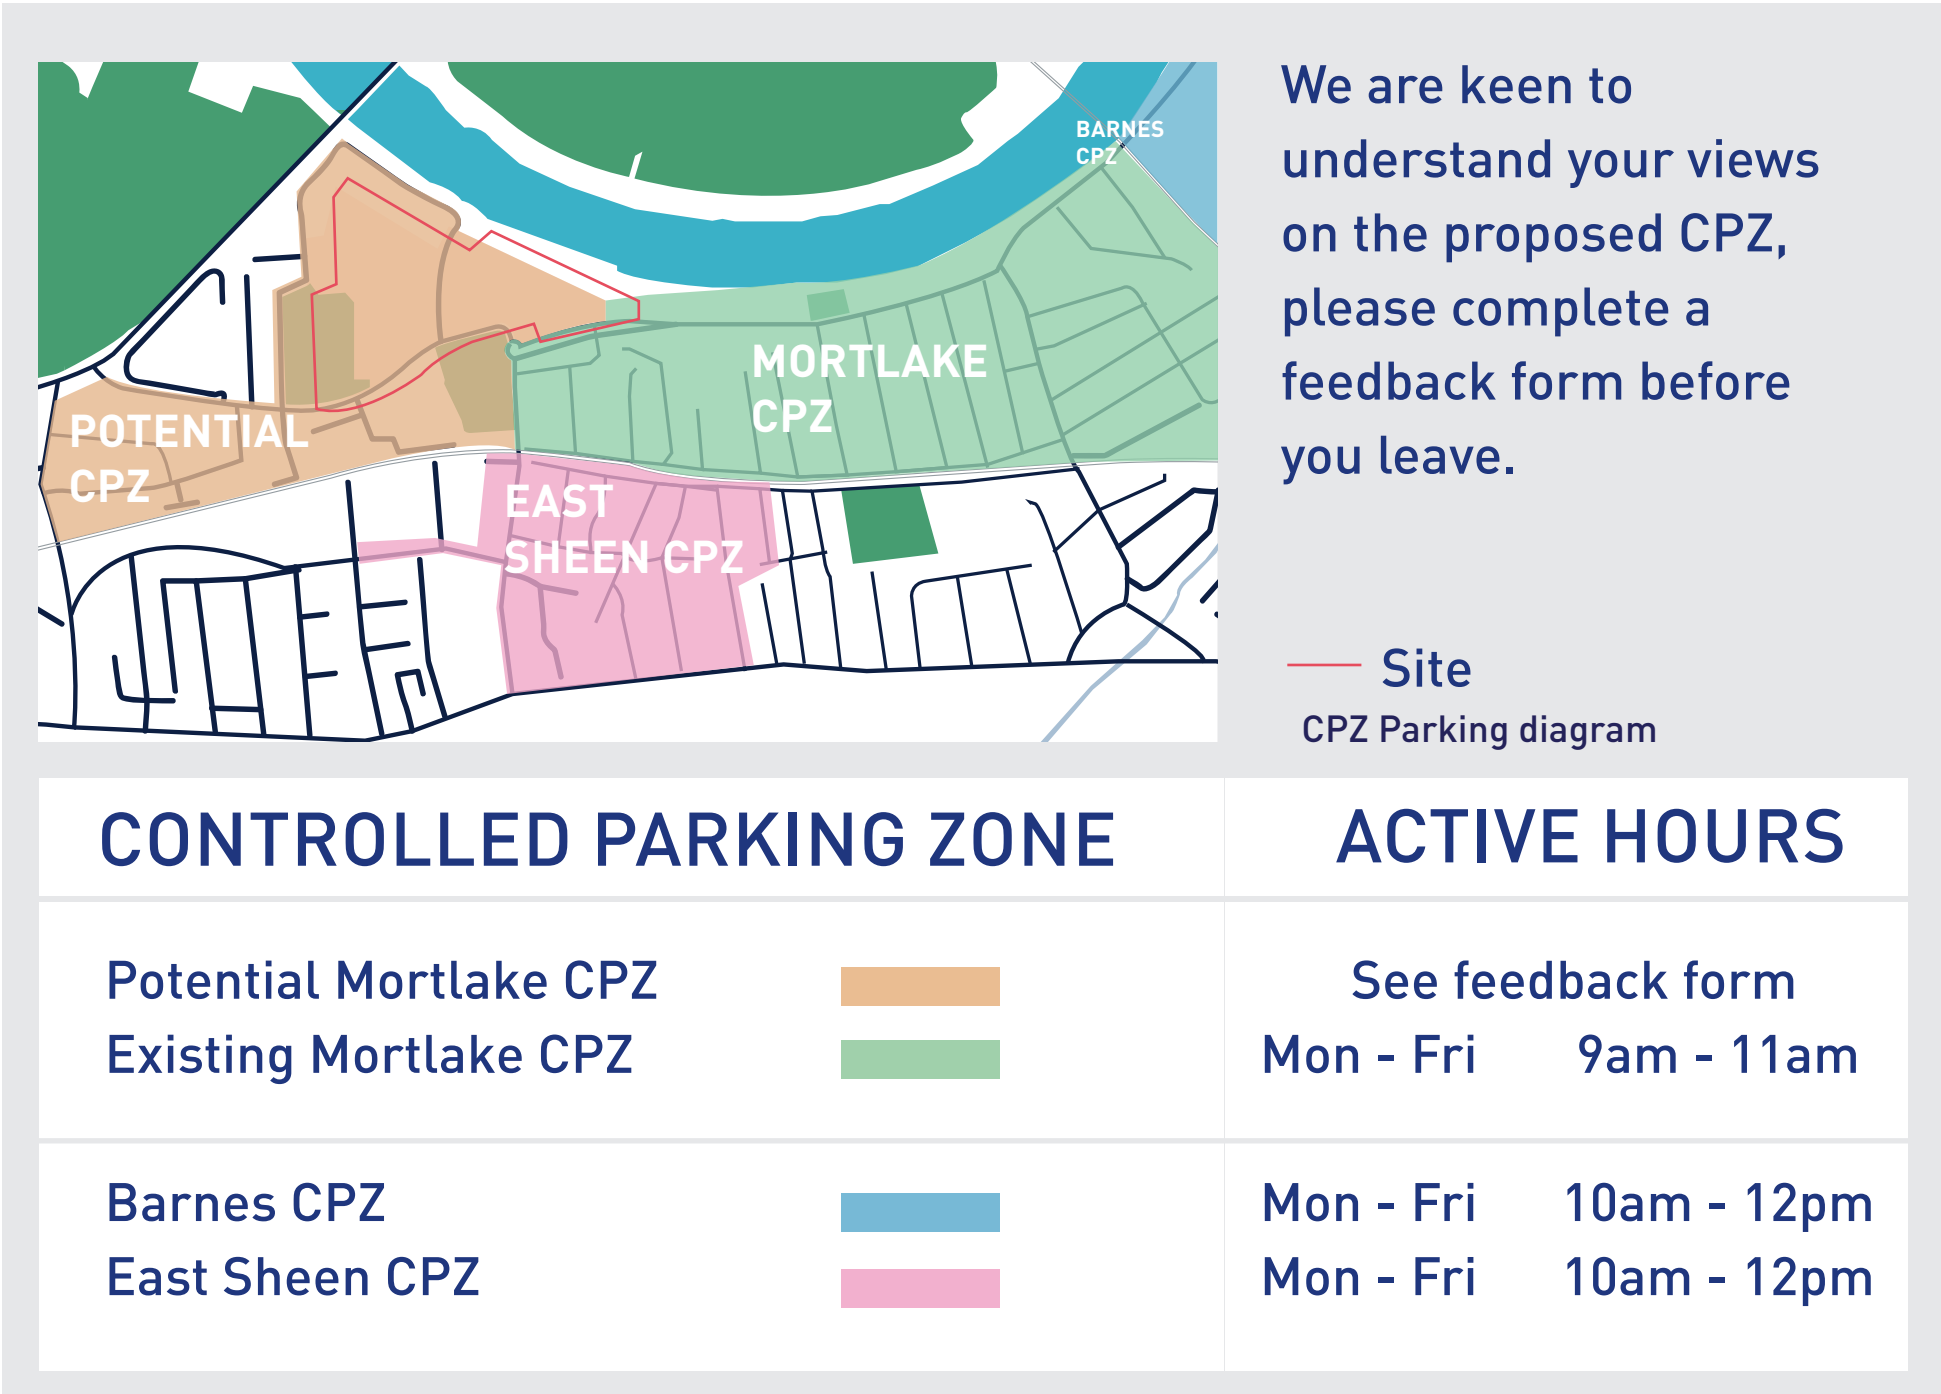 BARNES
CPZ
MORTLAKE
CPZ
POTENTIAL
CPZ
EAST
SHEEN CPZ
We are keen to
understand your views
on the proposed CPZ,
please complete a
feedback form before
you leave.
Site
CPZ Parking diagram
CONTROLLED PARKING ZONE ACTIVE HOURS
Potential Mortlake CPZ See feedback form
Existing Mortlake CPZ Mon - Fri 9am - 11am
Barnes CPZ Mon - Fri 10am - 12pm
East Sheen CPZ Mon - Fri 10am - 12pm